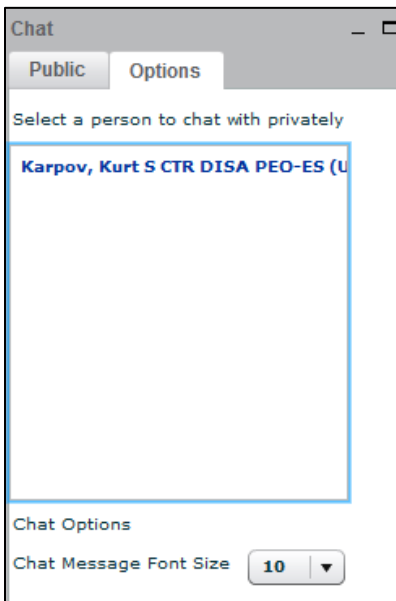 Chat
Public Options
Select a person to chat with privately
Karpov, Kurt S CTR DISA PEO-ES (U
Chat Options
Chat Message Font Size 10